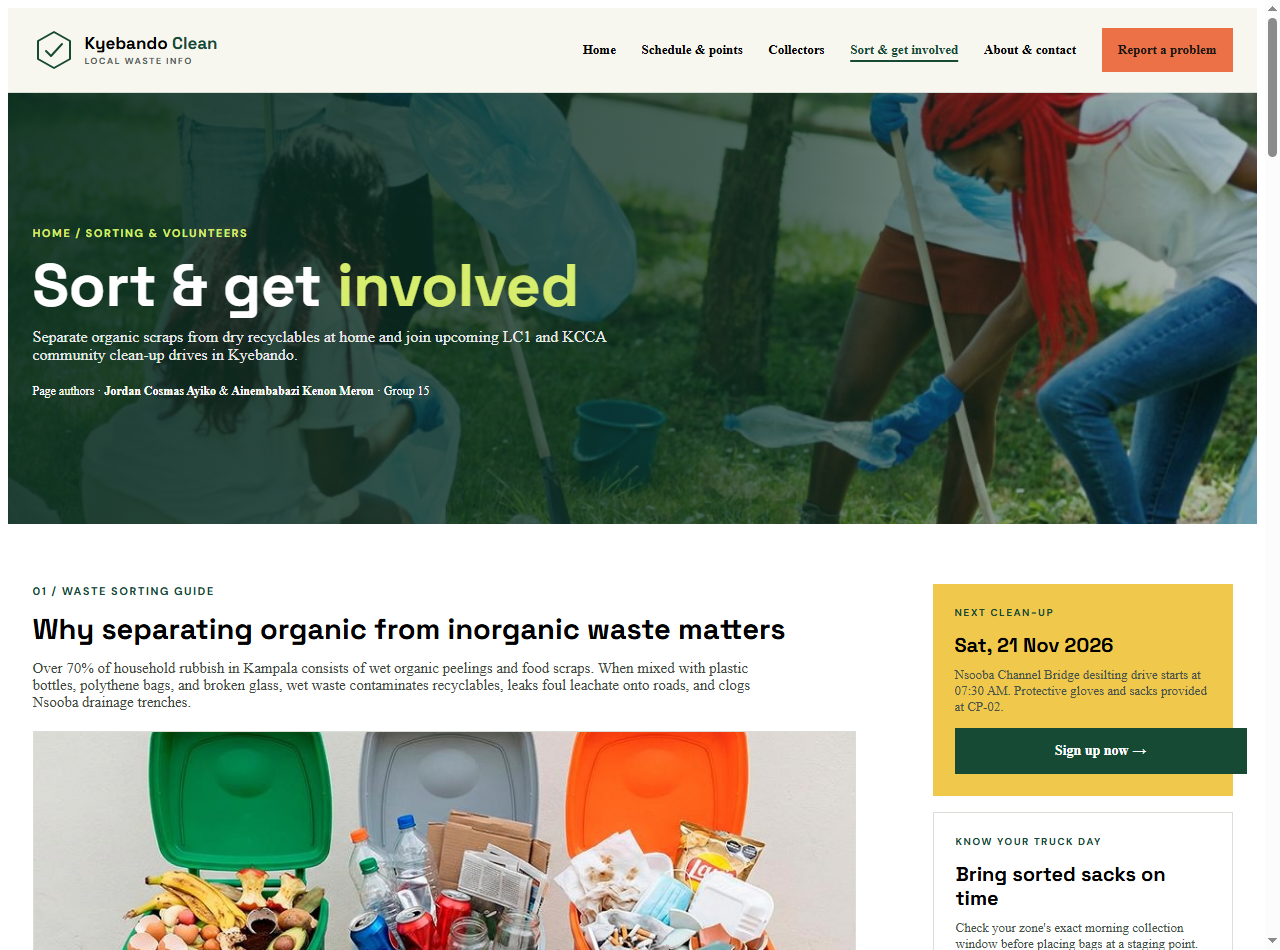 Kyebando Clean
LOCAL WASTE INFO
Home
Schedule & points
Collectors
Sort & get involved
About & contact
Report a problem
HOME / SORTING & VOLUNTEERS
Sort & get involved
Separate organic scraps from dry recyclables at home and join upcoming LC1 and KCCA
community clean-up drives in Kyebando.
Page authors · Jordan Cosmas Ayiko & Ainembabazi Kenon Meron · Group 15
01 / WASTE SORTING GUIDE
Why separating organic from inorganic waste matters
Over 70% of household rubbish in Kampala consists of wet organic peelings and food scraps. When mixed with plastic
bottles, polythene bags, and broken glass, wet waste contaminates recyclables, leaks foul leachate onto roads, and clogs
Nsooba drainage trenches.
NEXT CLEAN-UP
Sat, 21 Nov 2026
Nsooba Channel Bridge desilting drive starts at
07:30 AM. Protective gloves and sacks provided
at CP-02.
Sign up now →
KNOW YOUR TRUCK DAY
Bring sorted sacks on
time
Check your zone's exact morning collection
window before placing bags at a staging point.